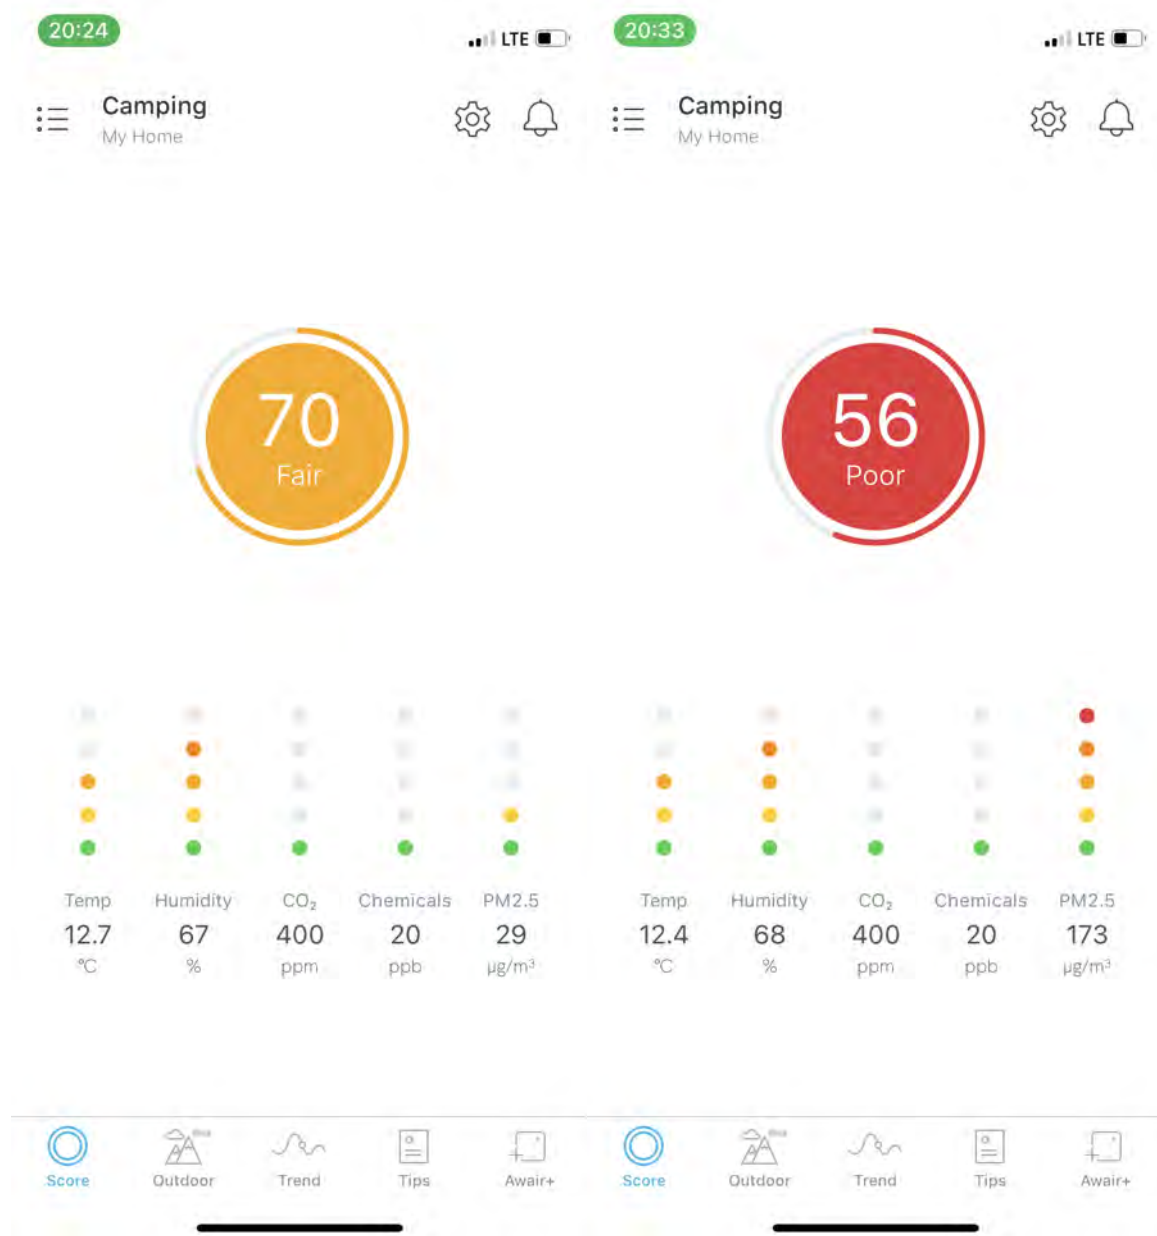 20:24
LTE
Camping
My Home
70
Fair
Temp Humidity CO₂ Chemicals PM2.5
12.7 67 400 20 29
°C % ppm ppb µg/m³
Score Outdoor Trend Tips Awair+
20:33
LTE
Camping
My Home
56
Poor
Temp Humidity CO₂ Chemicals PM2.5
12.4 68 400 20 173
°C % ppm ppb µg/m³
Score Outdoor Trend Tips Awair+